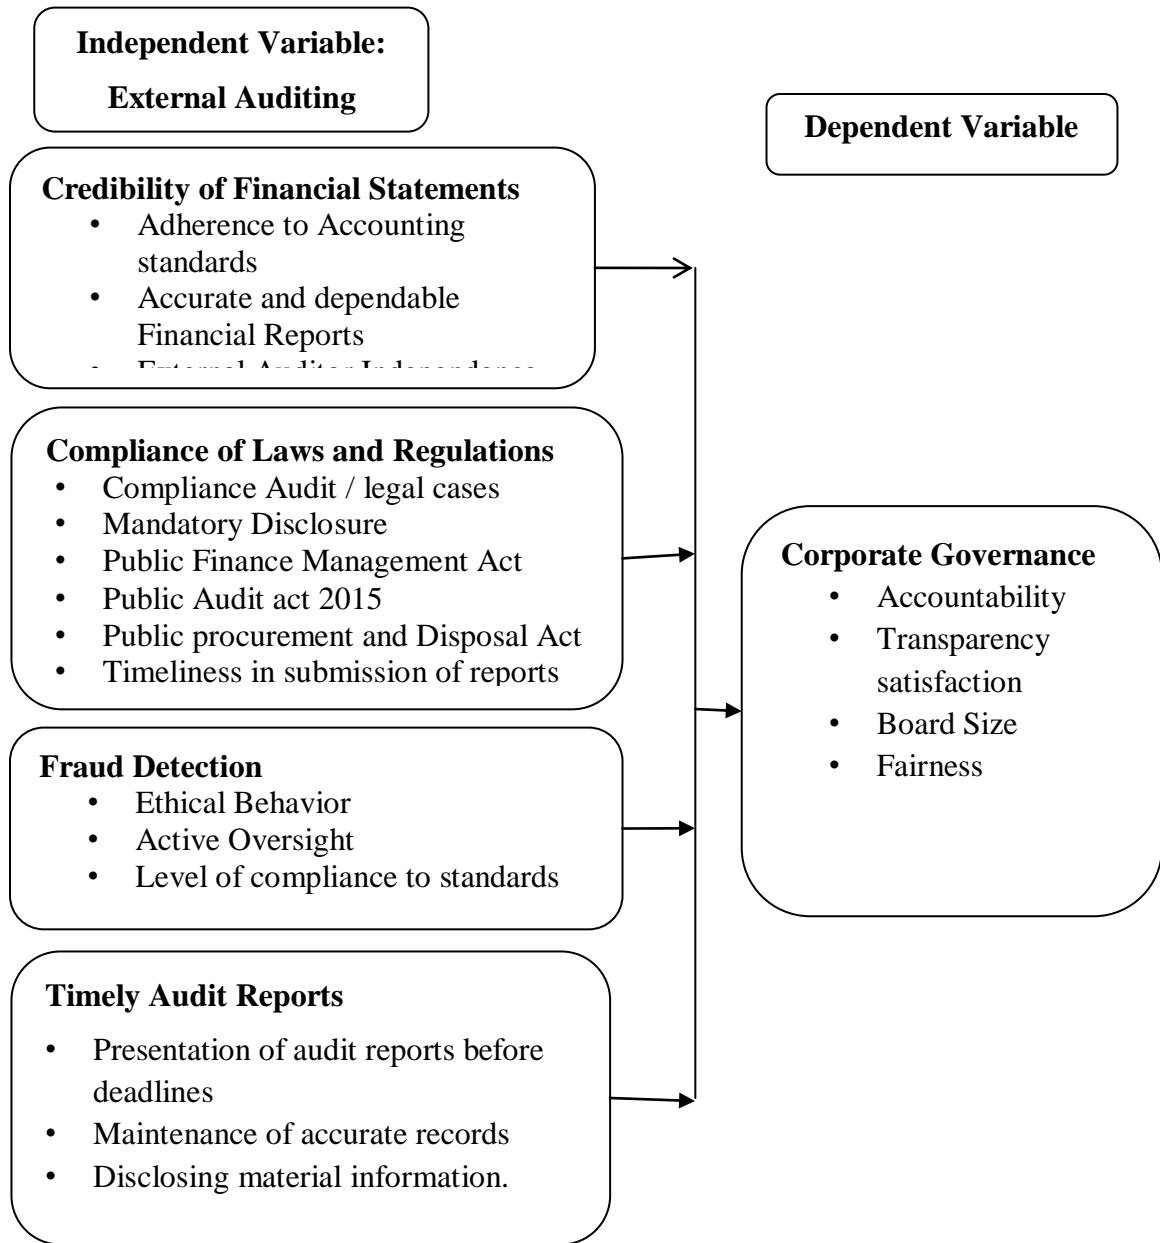 Independent Variable:
External Auditing
Dependent Variable
Credibility of Financial Statements
• Adherence to Accounting
standards
• Accurate and dependable
Financial Reports
• External Auditor Independence
Compliance of Laws and Regulations
• Compliance Audit / legal cases
• Mandatory Disclosure
• Public Finance Management Act
• Public Audit act 2015
• Public procurement and Disposal Act
• Timeliness in submission of reports
Fraud Detection
• Ethical Behavior
• Active Oversight
• Level of compliance to standards
Timely Audit Reports
• Presentation of audit reports before
deadlines
• Maintenance of accurate records
• Disclosing material information.
Corporate Governance
• Accountability
• Transparency
satisfaction
• Board Size
• Fairness